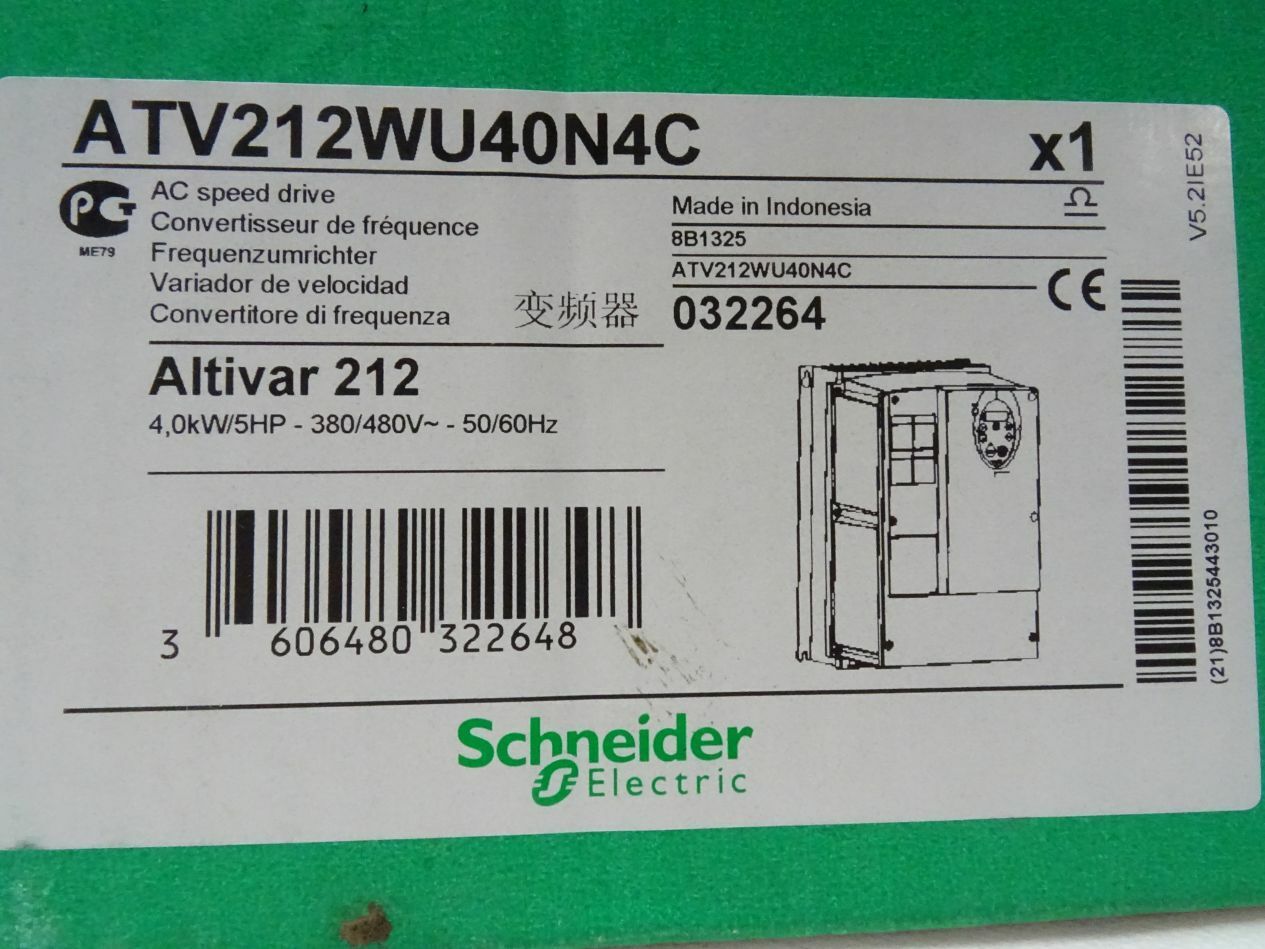 ATV212WU40N4C x1
PG
ME79
AC speed drive
Convertisseur de fréquence
Frequenzumrichter
Variador de velocidad
Convertitore di frequenza
变频器
Made in Indonesia
8B1325
ATV212WU40N4C
032264
CE
V5.2IE52
Altivar 212
4,0kW/5HP - 380/480V~ - 50/60Hz
3 606480 322648
(21)8B1325443010
Schneider
Electric